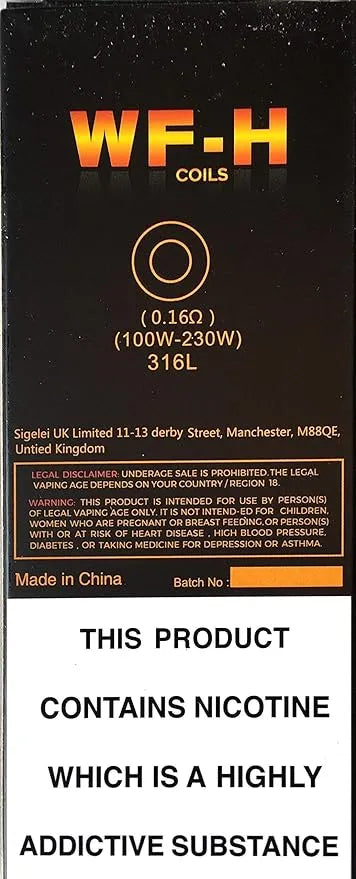 WF-H
COILS
( 0.16Ω )
(100W-230W)
316L
Sigelei UK Limited 11-13 derby Street, Manchester, M88QE,
Untied Kingdom
LEGAL DISCLAIMER: UNDERAGE SALE IS PROHIBITED.THE LEGAL
VAPING AGE DEPENDS ON YOUR COUNTRY / REGION 18.
WARNING: THIS PRODUCT IS INTENDED FOR USE BY PERSON(S)
OF LEGAL VAPING AGE ONLY. IT IS NOT INTEND-ED FOR CHILDREN,
WOMEN WHO ARE PREGNANT OR BREAST FEEDING,OR PERSON(S)
WITH OR AT RISK OF HEART DISEASE , HIGH BLOOD PRESSURE,
DIABETES , OR TAKING MEDICINE FOR DEPRESSION OR ASTHMA.
Made in China Batch No :
THIS PRODUCT
CONTAINS NICOTINE
WHICH IS A HIGHLY
ADDICTIVE SUBSTANCE